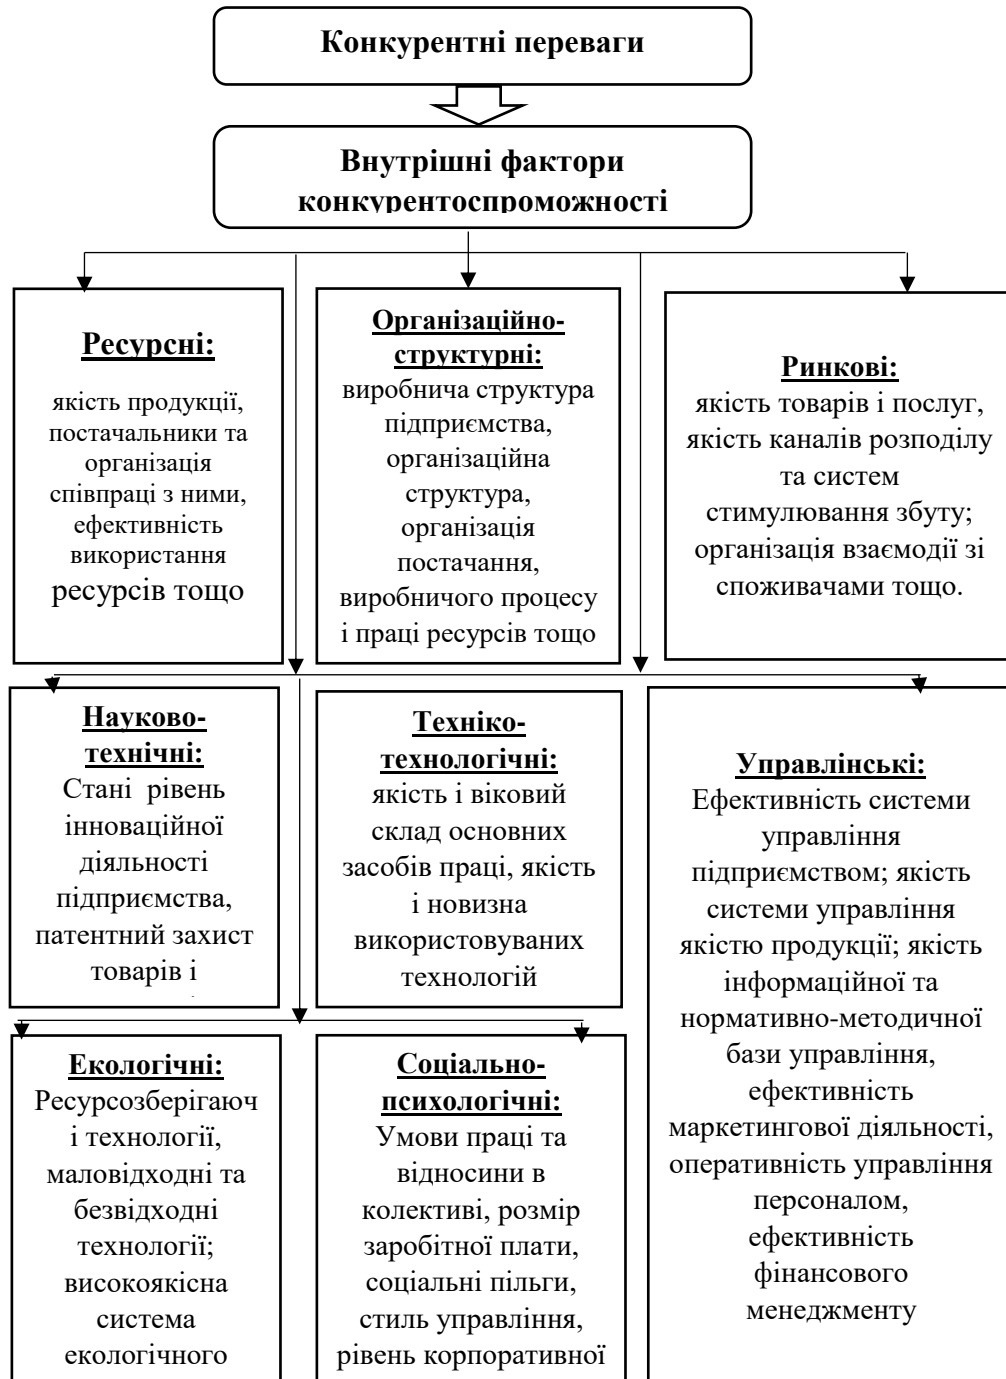 Конкурентні переваги
Внутрішні фактори
конкурентоспроможності
Ресурсні:
якість продукції,
постачальники та
організація
співпраці з ними,
ефективність
використання
ресурсів тощо
Організаційно-
структурні:
виробнича структура
підприємства,
організаційна
структура,
організація
постачання,
виробничого процесу
і праці ресурсів тощо
Ринкові:
якість товарів і послуг,
якість каналів розподілу
та систем
стимулювання збуту;
організація взаємодії зі
споживачами тощо.
Науково-
технічні:
Стані рівень
інноваційної
діяльності
підприємства,
патентний захист
товарів і
Техніко-
технологічні:
якість і віковий
склад основних
засобів праці, якість
і новизна
використовуваних
технологій
Управлінські:
Ефективність системи
управління
підприємством; якість
системи управління
якістю продукції; якість
інформаційної та
нормативно-методичної
бази управління,
ефективність
маркетингової діяльності,
оперативність управління
персоналом,
ефективність
фінансового
менеджменту
Екологічні:
Ресурсозберігаюч
і технології,
маловідходні та
безвідходні
технології;
високоякісна
система
екологічного
Соціально-
психологічні:
Умови праці та
відносини в
колективі, розмір
заробітної плати,
соціальні пільги,
стиль управління,
рівень корпоративної